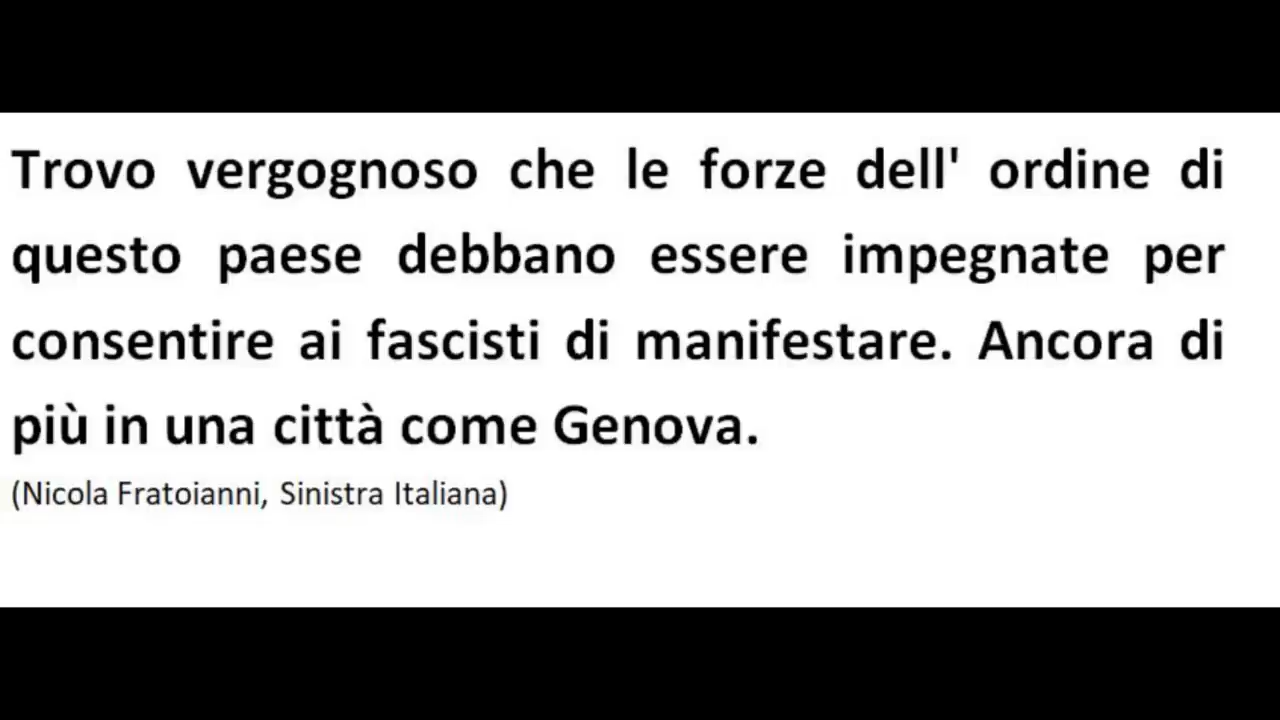 Trovo vergognoso che le forze dell' ordine di
questo paese debbano essere impegnate per
consentire ai fascisti di manifestare. Ancora di
più in una città come Genova.
(Nicola Fratoianni, Sinistra Italiana)